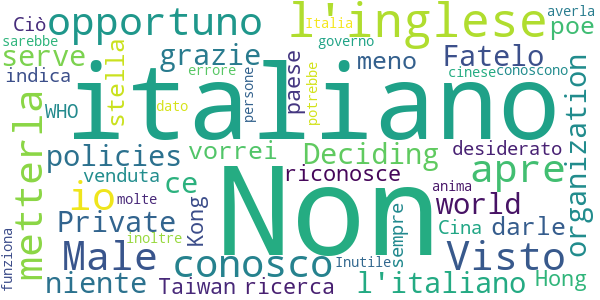 Ciò opportuno l'inglese averla
sarebbe Italia poe
serve stella grazie governo meno Fatelo
indica errore paese cinese conoscono
WHO italiano persone potrebbe
metterla dato organization
policies vorrei Deciding desiderato
venduta ce riconosce apre
io molte Non anima world
Private Kong Cina darle
funziona Male inoltre conosco sempre Visto
niente Taiwan ricerca Inutile l'italiano Hong